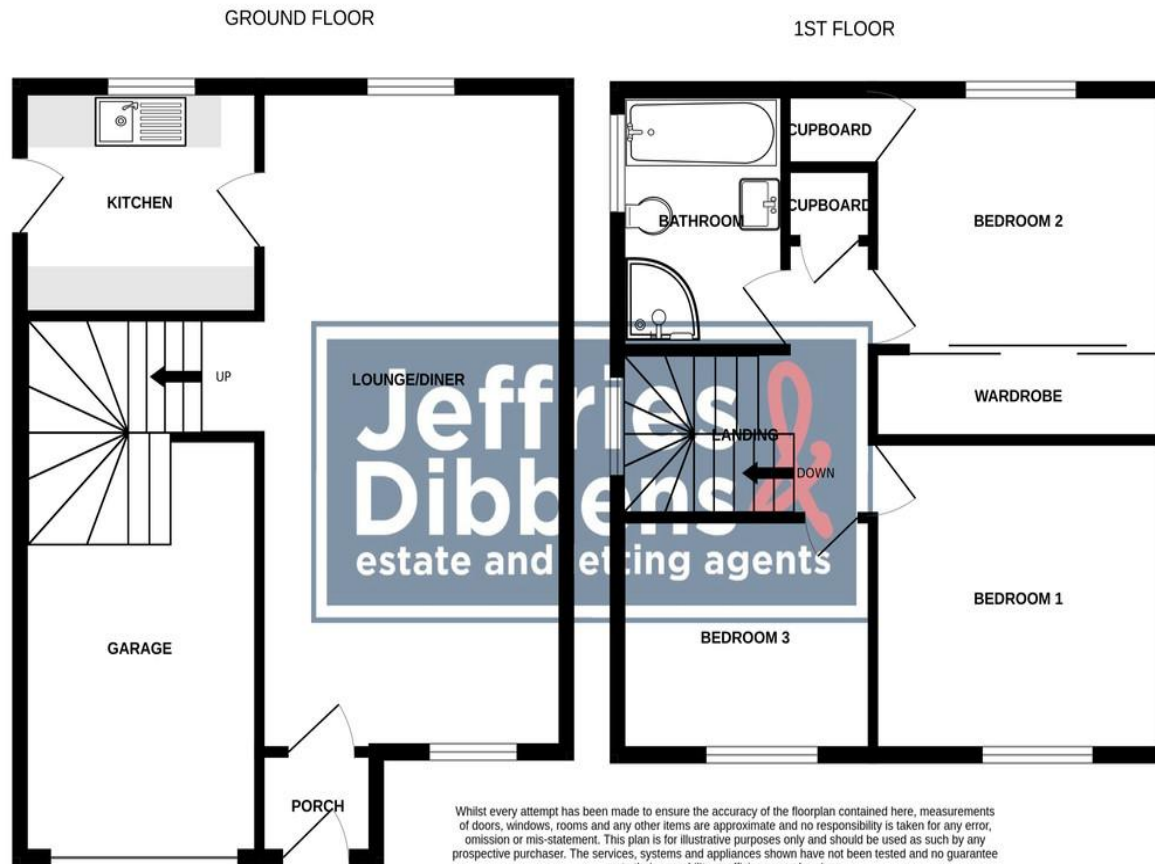 GROUND FLOOR
1ST FLOOR
KITCHEN
UP
LOUNGE/DINER
GARAGE
PORCH
CUPBOARD
CUPBOARD
BATHROOM
BEDROOM 2
WARDROBE
LANDING
DOWN
BEDROOM 1
BEDROOM 3
Jeffries &
Dibbens
estate and letting agents
Whilst every attempt has been made to ensure the accuracy of the floorplan contained here, measurements
of doors, windows, rooms and any other items are approximate and no responsibility is taken for any error,
omission or mis-statement. This plan is for illustrative purposes only and should be used as such by any
prospective purchaser. The services, systems and appliances shown have not been tested and no guarantee